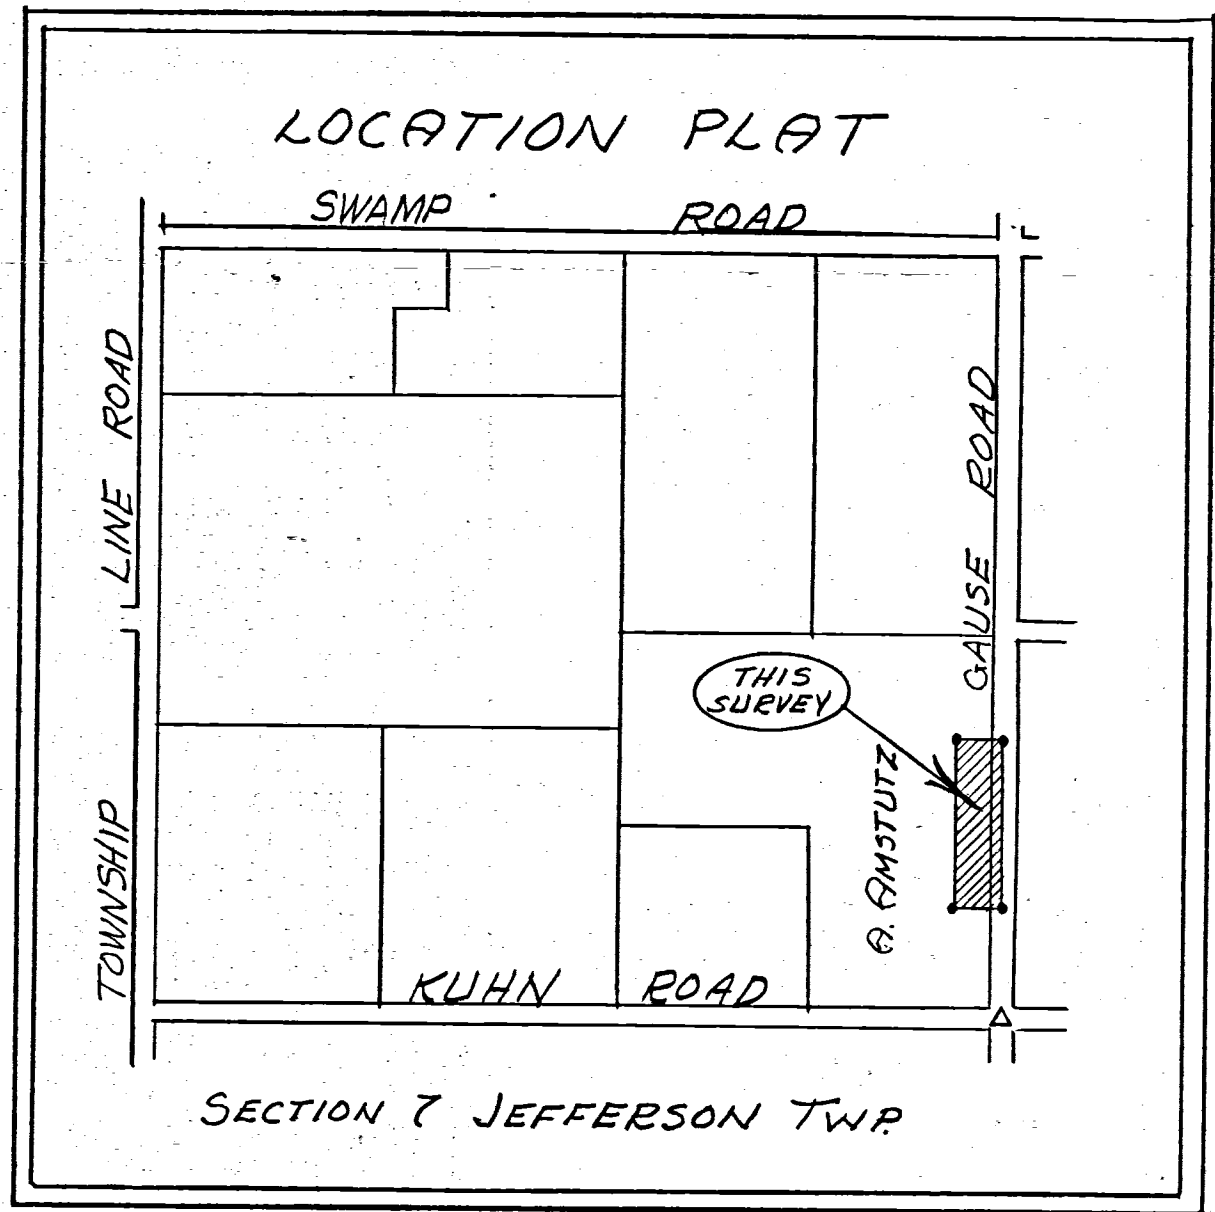 LOCATION PLAT
SWAMP ROAD
TOWNSHIP LINE ROAD
GAUSE ROAD
THIS
SURVEY
A. AMSTUTZ
KUHN ROAD
SECTION 7 JEFFERSON TWP.